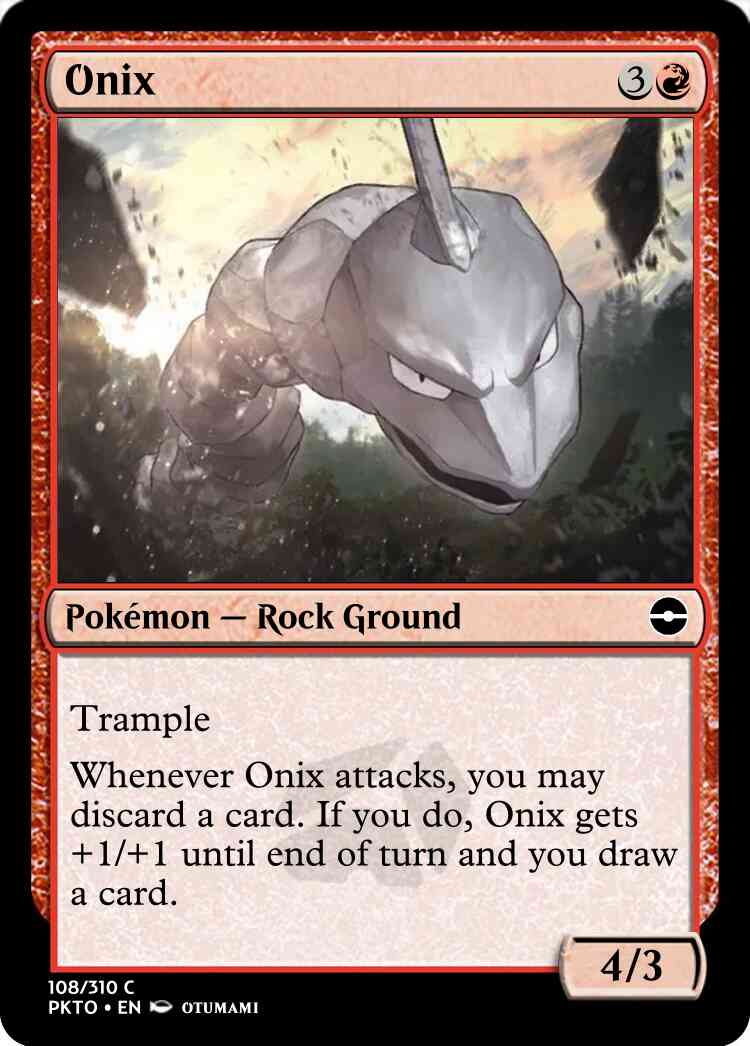 Onix 3
Pokémon — Rock Ground
Trample
Whenever Onix attacks, you may
discard a card. If you do, Onix gets
+1/+1 until end of turn and you draw
a card.
4/3
108/310 C
PKTO • EN OTUMAMI